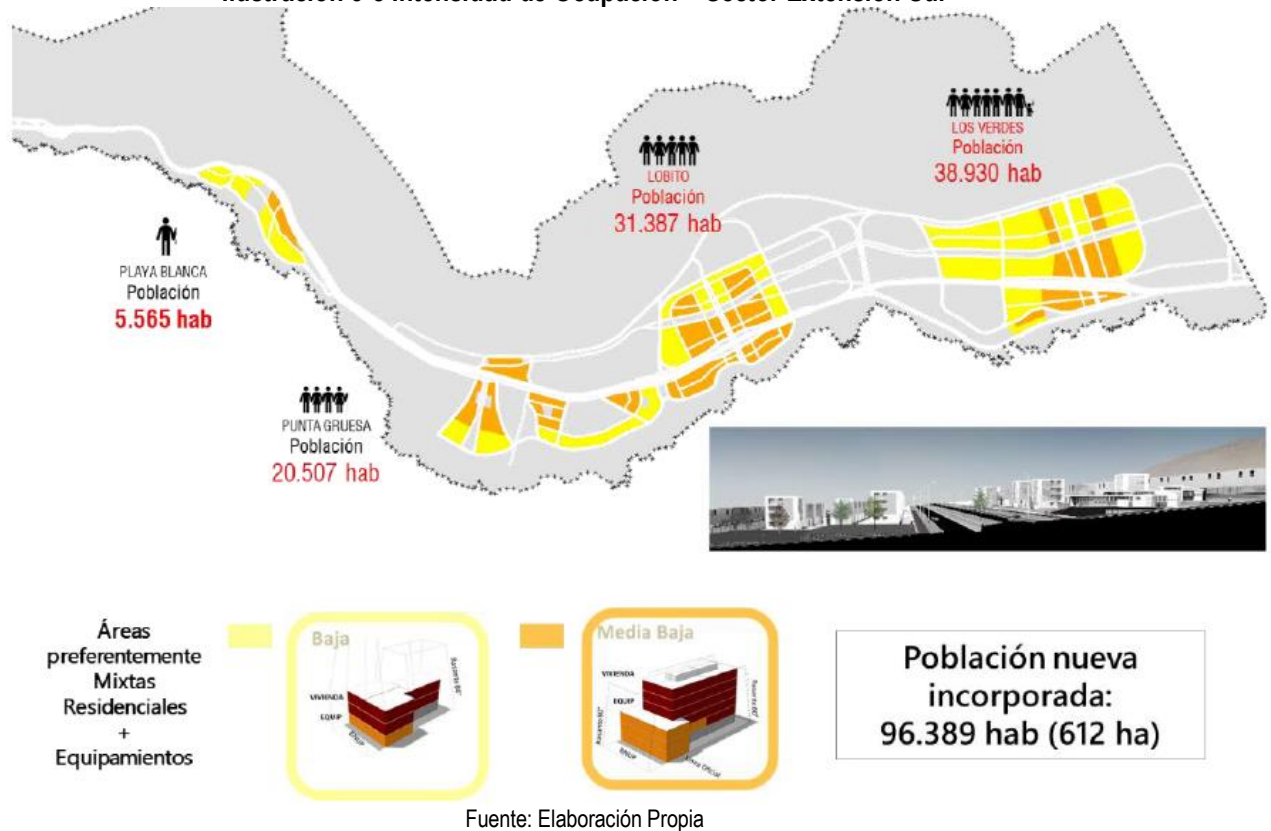 LOS VERDES
Población
38.930 hab
LOBITO
Población
31.387 hab
PLAYA BLANCA
Población
5.565 hab
PUNTA GRUESA
Población
20.507 hab
Áreas
preferentemente
Mixtas
Residenciales
+
Equipamientos
Baja
VIVIENDA
EQUIP
Media Baja
VIVIENDA
EQUIP
Población nueva
incorporada:
96.389 hab (612 ha)
Fuente: Elaboración Propia